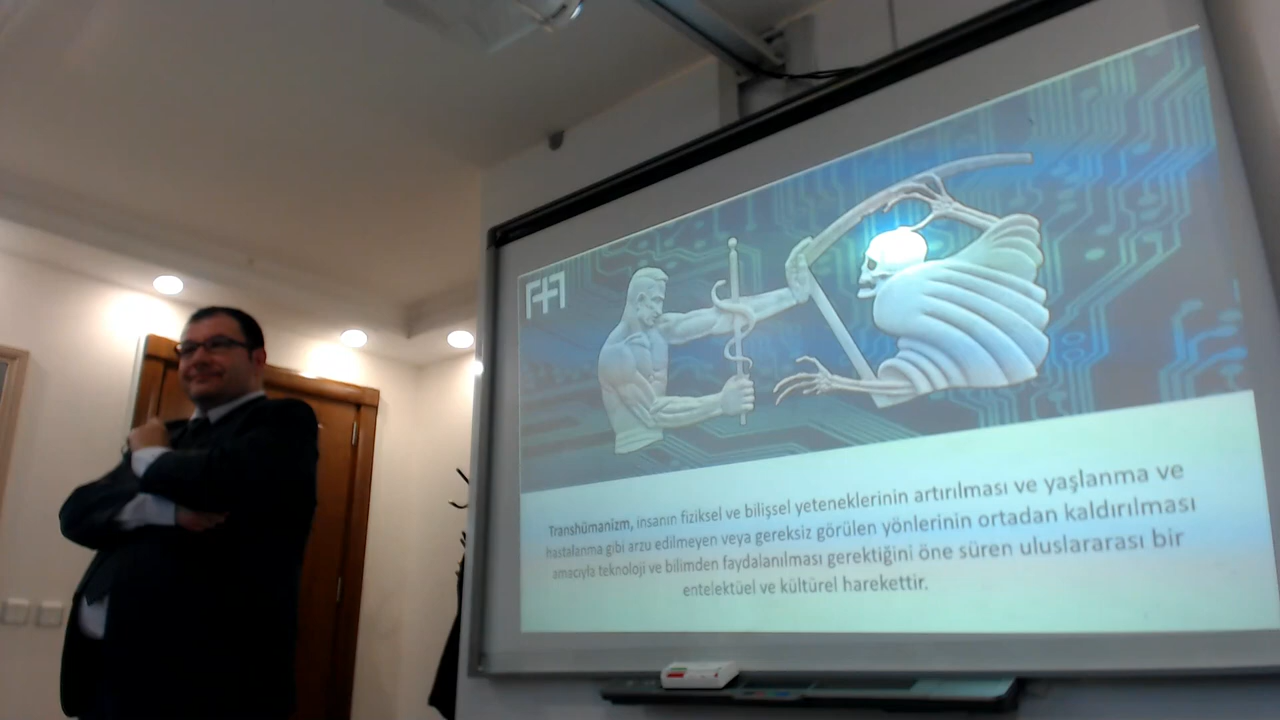 Transhümanizm, insanın fiziksel ve bilişsel yeteneklerinin artırılması ve yaşlanma ve
hastalanma gibi arzu edilmeyen veya gereksiz görülen yönlerinin ortadan kaldırılması
amacıyla teknoloji ve bilimden faydalanılması gerektiğini öne süren uluslararası bir
entelektüel ve kültürel harekettir.